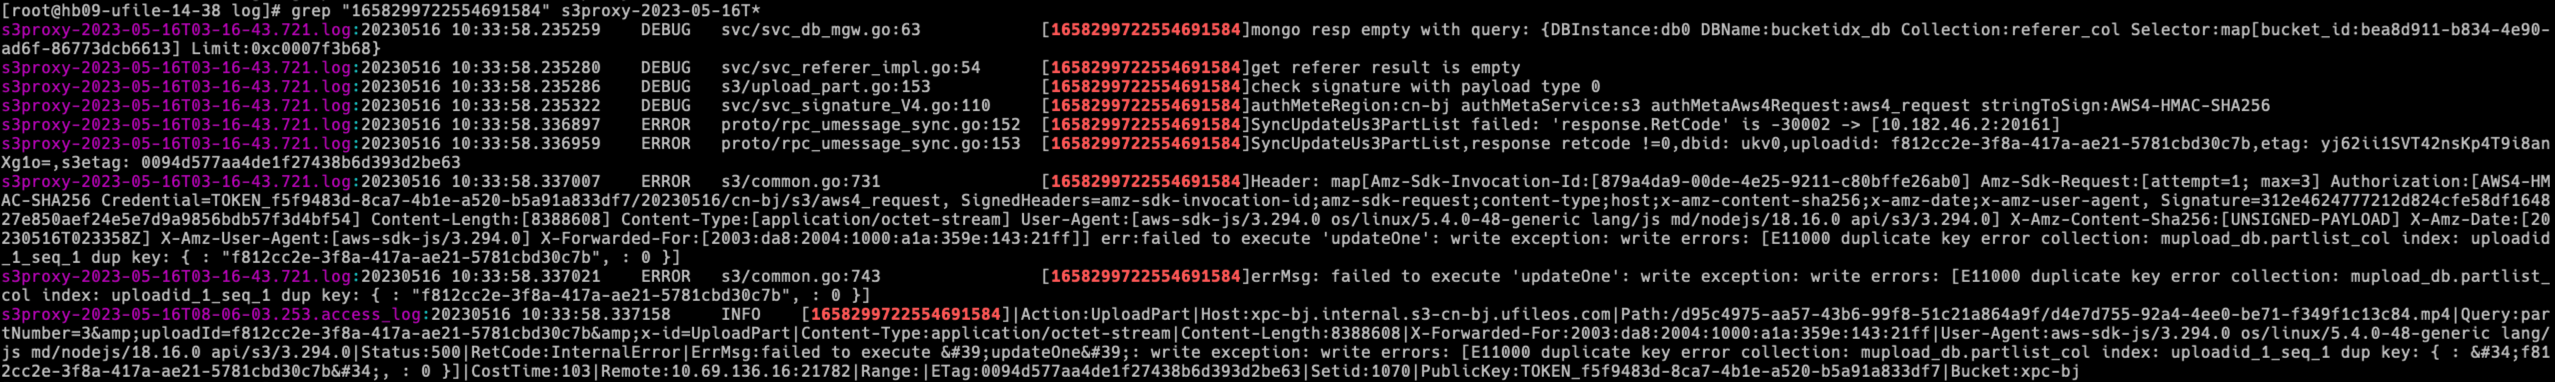 [root@hb09-ufile-14-38 log]# grep "1658299722554691584" s3proxy-2023-05-16T*
s3proxy-2023-05-16T03-16-43.721.log:20230516 10:33:58.235259    DEBUG   svc/svc_db_mgw.go:63            [1658299722554691584]mongo resp empty with query: {DBInstance:db0 DBName:bucketidx_db Collection:referer_col Selector:map[bucket_id:bea8d911-b834-4e90-
ad6f-86773dcb6613] Limit:0xc0007f3b68}
s3proxy-2023-05-16T03-16-43.721.log:20230516 10:33:58.235280    DEBUG   svc/svc_referer_impl.go:54      [1658299722554691584]get referer result is empty
s3proxy-2023-05-16T03-16-43.721.log:20230516 10:33:58.235286    DEBUG   s3/upload_part.go:153           [1658299722554691584]check signature with payload type 0
s3proxy-2023-05-16T03-16-43.721.log:20230516 10:33:58.235322    DEBUG   svc/svc_signature_V4.go:110     [1658299722554691584]authMeteRegion:cn-bj authMetaService:s3 authMetaAws4Request:aws4_request stringToSign:AWS4-HMAC-SHA256
s3proxy-2023-05-16T03-16-43.721.log:20230516 10:33:58.336897    ERROR   proto/rpc_umessage_sync.go:152  [1658299722554691584]SyncUpdateUs3PartList failed: 'response.RetCode' is -30002 -> [10.182.46.2:20161]
s3proxy-2023-05-16T03-16-43.721.log:20230516 10:33:58.336959    ERROR   proto/rpc_umessage_sync.go:153  [1658299722554691584]SyncUpdateUs3PartList,response retcode !=0,dbid: ukv0,uploadid: f812cc2e-3f8a-417a-ae21-5781cbd30c7b,etag: yj62ii1SVT42nsKp4T9i8an
Xg1o=,s3etag: 0094d577aa4de1f27438b6d393d2be63
s3proxy-2023-05-16T03-16-43.721.log:20230516 10:33:58.337007    ERROR   s3/common.go:731                [1658299722554691584]Header: map[Amz-Sdk-Invocation-Id:[879a4da9-00de-4e25-9211-c80bffe26ab0] Amz-Sdk-Request:[attempt=1; max=3] Authorization:[AWS4-HM
AC-SHA256 Credential=TOKEN_f5f9483d-8ca7-4b1e-a520-b5a91a833df7/20230516/cn-bj/s3/aws4_request, SignedHeaders=amz-sdk-invocation-id;amz-sdk-request;content-type;host;x-amz-content-sha256;x-amz-date;x-amz-user-agent, Signature=312e4624777212d824cfe58df1648
27e850aef24e5e7d9a9856bdb57f3d4bf54] Content-Length:[8388608] Content-Type:[application/octet-stream] User-Agent:[aws-sdk-js/3.294.0 os/linux/5.4.0-48-generic lang/js md/nodejs/18.16.0 api/s3/3.294.0] X-Amz-Content-Sha256:[UNSIGNED-PAYLOAD] X-Amz-Date:[20
230516T023358Z] X-Amz-User-Agent:[aws-sdk-js/3.294.0] X-Forwarded-For:[2003:da8:2004:1000:a1a:359e:143:21ff]] err:failed to execute 'updateOne': write exception: write errors: [E11000 duplicate key error collection: mupload_db.partlist_col index: uploadid
_1_seq_1 dup key: { : "f812cc2e-3f8a-417a-ae21-5781cbd30c7b", : 0 }]
s3proxy-2023-05-16T03-16-43.721.log:20230516 10:33:58.337021    ERROR   s3/common.go:743                [1658299722554691584]errMsg: failed to execute 'updateOne': write exception: write errors: [E11000 duplicate key error collection: mupload_db.partlist_
col index: uploadid_1_seq_1 dup key: { : "f812cc2e-3f8a-417a-ae21-5781cbd30c7b", : 0 }]
s3proxy-2023-05-16T08-06-03.253.access_log:20230516 10:33:58.337158     INFO    [1658299722554691584]|Action:UploadPart|Host:xpc-bj.internal.s3-cn-bj.ufileos.com|Path:/d95c4975-aa57-43b6-99f8-51c21a864a9f/d4e7d755-92a4-4ee0-be71-f349f1c13c84.mp4|Query:par
tNumber=3&amp;uploadId=f812cc2e-3f8a-417a-ae21-5781cbd30c7b&amp;x-id=UploadPart|Content-Type:application/octet-stream|Content-Length:8388608|X-Forwarded-For:2003:da8:2004:1000:a1a:359e:143:21ff|User-Agent:aws-sdk-js/3.294.0 os/linux/5.4.0-48-generic lang/
js md/nodejs/18.16.0 api/s3/3.294.0|Status:500|RetCode:InternalError|ErrMsg:failed to execute &#39;updateOne&#39;: write exception: write errors: [E11000 duplicate key error collection: mupload_db.partlist_col index: uploadid_1_seq_1 dup key: { : &#34;f81
2cc2e-3f8a-417a-ae21-5781cbd30c7b&#34;, : 0 }]|CostTime:103|Remote:10.69.136.16:21782|Range:|ETag:0094d577aa4de1f27438b6d393d2be63|Setid:1070|PublicKey:TOKEN_f5f9483d-8ca7-4b1e-a520-b5a91a833df7|Bucket:xpc-bj